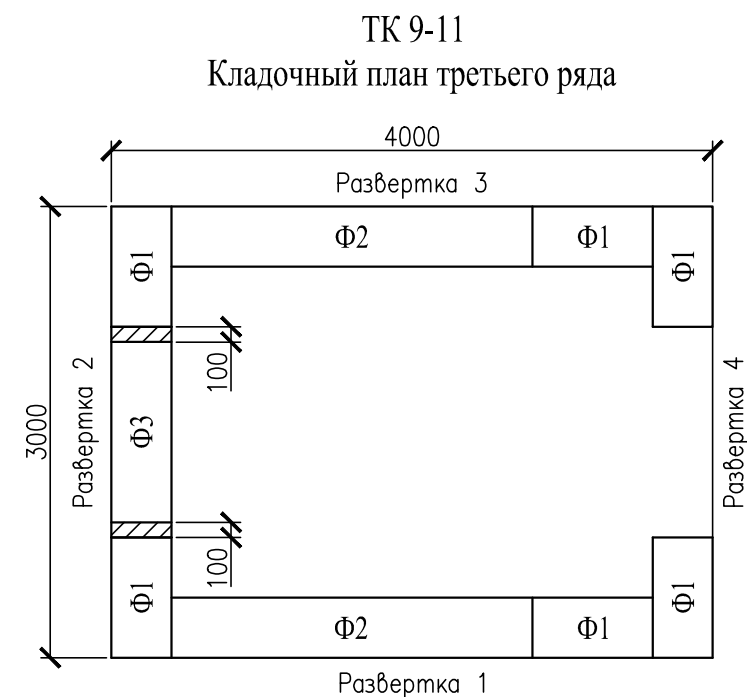 ТК 9-11
Кладочный план третьего ряда
4000
Развертка 3
Ф1
Ф2
Ф1
Ф1
100
3000
Развертка 2
Ф3
Развертка 4
100
Ф1
Ф2
Ф1
Ф1
Развертка 1